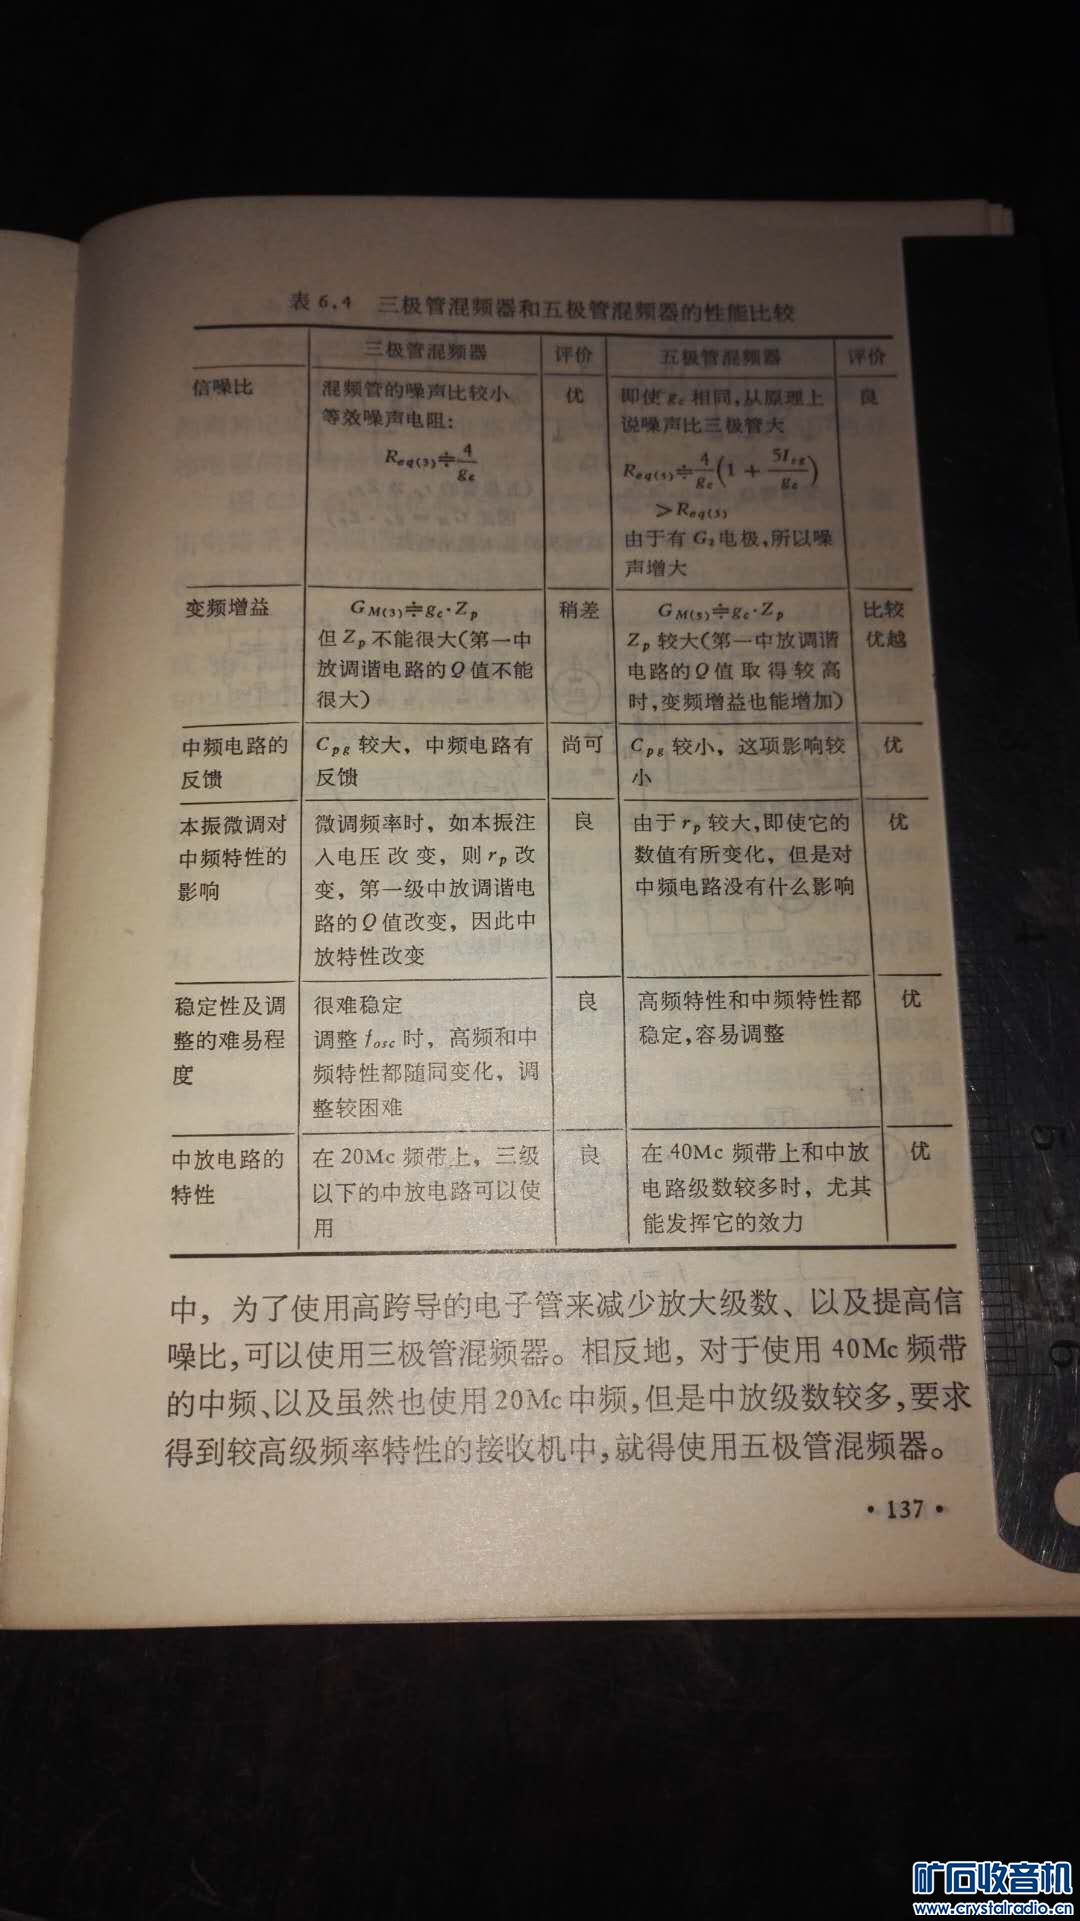 表 6.4 三极管混频器和五极管混频器的性能比较
三极管混频器 评价 五极管混频器 评价
信噪比
混频管的噪声比较小
等效噪声电阻：
Req(3)≑4/gc
优
即使 gc 相同，从原理上
说噪声比三极管大
Req(5)≑4/gc(1 + 5Isg/gc)
＞Req(3)
由于有 G2 电极，所以噪
声增大
良
变频增益
GM(3)≑gc·Zp
但 Zp 不能很大(第一中
放调谐电路的 Q 值不能
很大)
稍差
GM(5)≑gc·Zp
Zp 较大(第一中放调谐
电路的 Q 值取得较高
时，变频增益也能增加)
比较
优越
中频电路的
反馈
Cpg 较大，中频电路有
反馈
尚可
Cpg 较小，这项影响较
小
优
本振微调对
中频特性的
影响
微调频率时，如本振注
入电压改变，则 rp 改
变，第一级中放调谐电
路的 Q 值改变，因此中
放特性改变
良
由于 rp 较大，即使它的
数值有所变化，但是对
中频电路没有什么影响
优
稳定性及调
整的难易程
度
很难稳定
调整 fosc 时，高频和中
频特性都随同变化，调
整较困难
良
高频特性和中频特性都
稳定，容易调整
优
中放电路的
特性
在 20Mc 频带上，三级
以下的中放电路可以使
用
良
在 40Mc 频带上和中放
电路级数较多时，尤其
能发挥它的效力
优
中，为了使用高跨导的电子管来减少放大级数、以及提高信
噪比，可以使用三极管混频器。相反地，对于使用 40Mc 频带
的中频、以及虽然也使用 20Mc 中频，但是中放级数较多，要求
得到较高级频率特性的接收机中，就得使用五极管混频器。
• 137 •
4
5
6
矿石收音机
www.crystalradio.cn